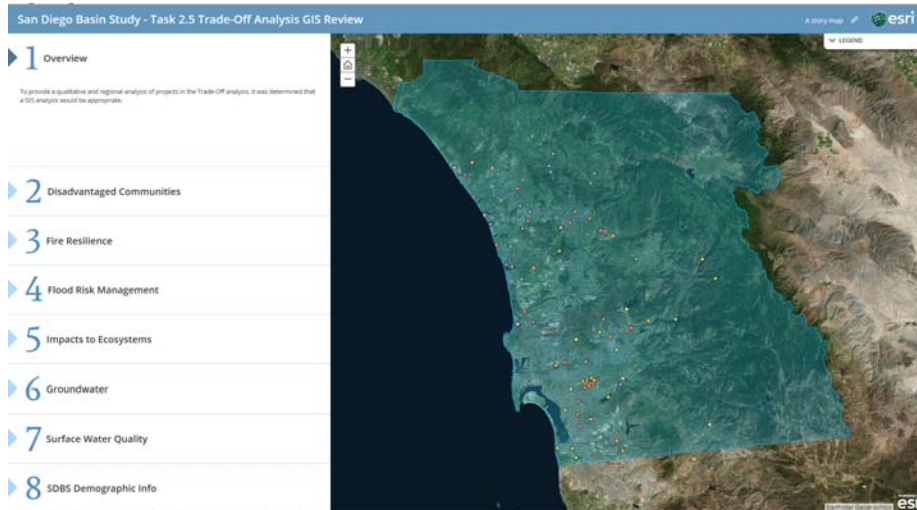 San Diego Basin Study - Task 2.5 Trade-Off Analysis GIS Review
A story map
esri
1 Overview
To provide a qualitative and regional analysis of projects in the Trade-Off analysis, it was determined that
a GIS analysis would be appropriate.
2 Disadvantaged Communities
3 Fire Resilience
4 Flood Risk Management
5 Impacts to Ecosystems
6 Groundwater
7 Surface Water Quality
8 SDBS Demographic Info
+
−
LEGEND
Earthstar Geographics
esri